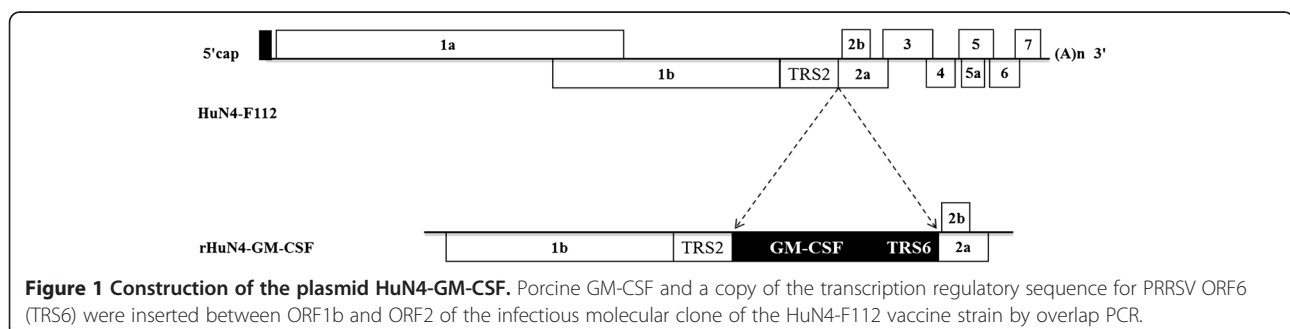 2b 3 5 7
5'cap 1a (A)n 3'
1b TRS2 2a 4 5a 6
HuN4-F112
2b
rHuN4-GM-CSF 1b TRS2 GM-CSF TRS6 2a
Figure 1 Construction of the plasmid HuN4-GM-CSF. Porcine GM-CSF and a copy of the transcription regulatory sequence for PRRSV ORF6
(TRS6) were inserted between ORF1b and ORF2 of the infectious molecular clone of the HuN4-F112 vaccine strain by overlap PCR.